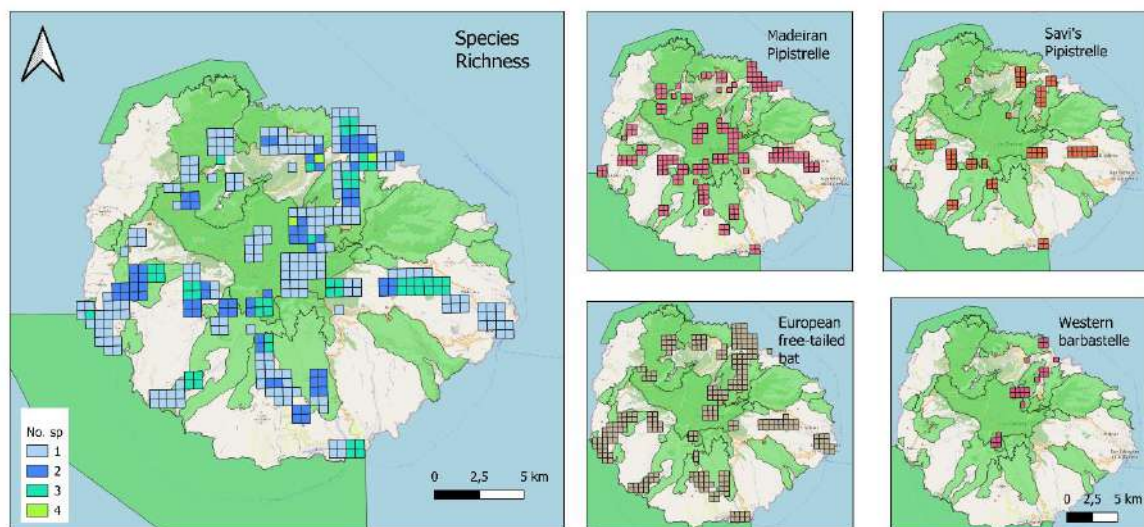 Species
Richness
No. sp
1
2
3
4
0 2,5 5 km
Madeiran
Pipistrelle
Savi's
Pipistrelle
European
free-tailed
bat
Western
barbastelle
0 2,5 5 km